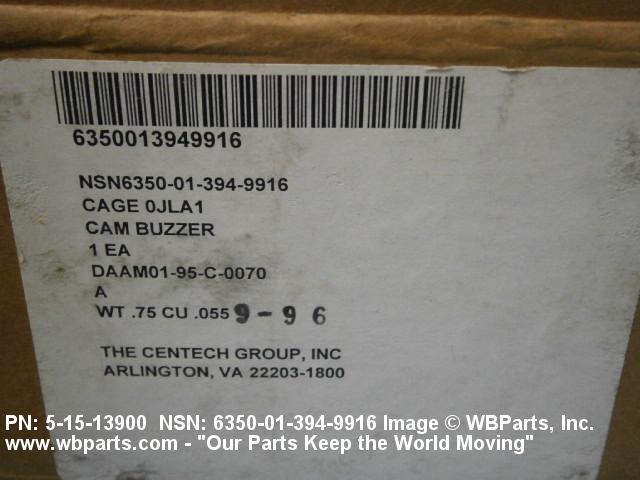 6350013949916
NSN6350-01-394-9916
CAGE 0JLA1
CAM BUZZER
1 EA
DAAM01-95-C-0070
A
WT .75 CU .055 9-96
THE CENTECH GROUP, INC
ARLINGTON, VA 22203-1800
PN: 5-15-13900 NSN: 6350-01-394-9916 Image © WBParts, Inc.
www.wbparts.com - "Our Parts Keep the World Moving"